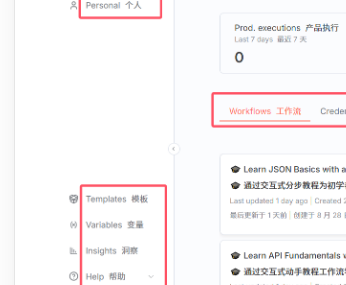 Personal 个人
Prod. executions 产品执行
Last 7 days 最近 7 天
0
Workflows 工作流
Learn JSON Basics with
通过交互式分步教程为初学
Last updated 1 day ago | Created
最后更新于 1 天前 | 创建于 8 月 28
Templates 模板
Variables 变量
Insights 洞察
Help 帮助
Learn API Fundamentals
通过交互式动手教程工作流